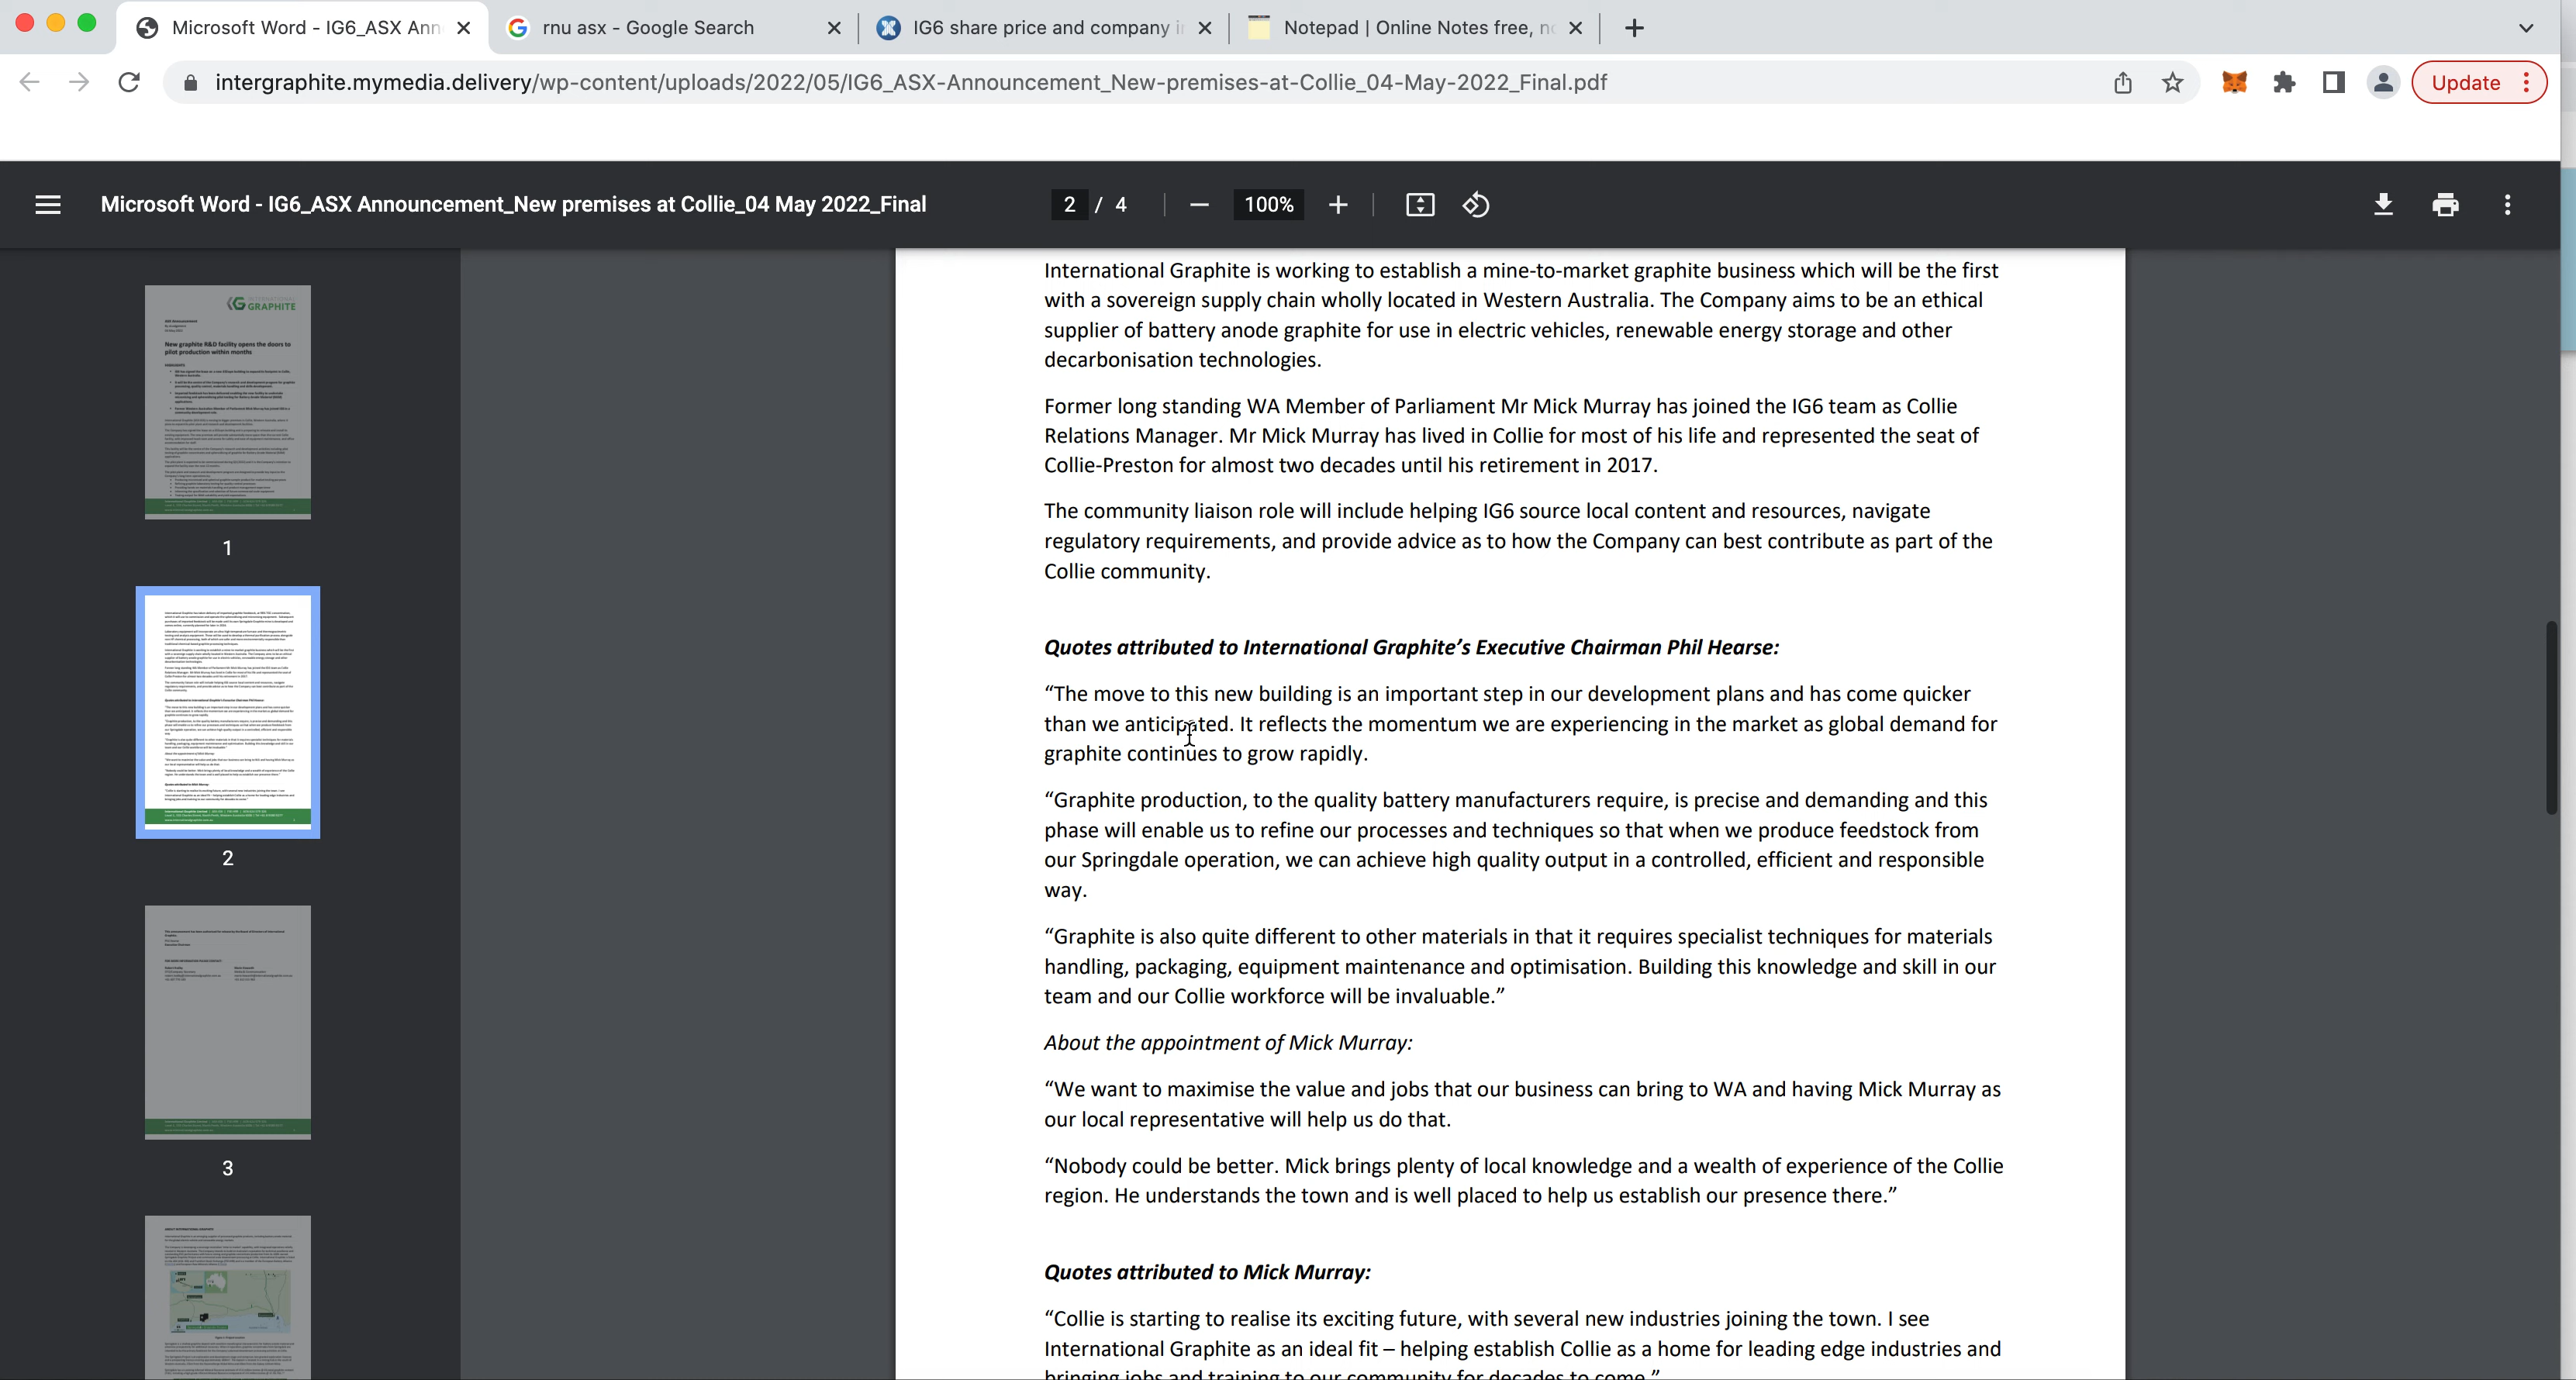 Microsoft Word - IG6_ASX Ann
rnu asx - Google Search
IG6 share price and company i
Notepad | Online Notes free, n
intergraphite.mymedia.delivery/wp-content/uploads/2022/05/IG6_ASX-Announcement_New-premises-at-Collie_04-May-2022_Final.pdf
Update
Microsoft Word - IG6_ASX Announcement_New premises at Collie_04 May 2022_Final
2 / 4
100%
GRAPHITE
New graphite R&D facility opens the doors to
pilot production within months
1
2
3
International Graphite is working to establish a mine-to-market graphite business which will be the first
with a sovereign supply chain wholly located in Western Australia. The Company aims to be an ethical
supplier of battery anode graphite for use in electric vehicles, renewable energy storage and other
decarbonisation technologies.
Former long standing WA Member of Parliament Mr Mick Murray has joined the IG6 team as Collie
Relations Manager. Mr Mick Murray has lived in Collie for most of his life and represented the seat of
Collie-Preston for almost two decades until his retirement in 2017.
The community liaison role will include helping IG6 source local content and resources, navigate
regulatory requirements, and provide advice as to how the Company can best contribute as part of the
Collie community.
Quotes attributed to International Graphite’s Executive Chairman Phil Hearse:
“The move to this new building is an important step in our development plans and has come quicker
than we anticipated. It reflects the momentum we are experiencing in the market as global demand for
graphite continues to grow rapidly.
“Graphite production, to the quality battery manufacturers require, is precise and demanding and this
phase will enable us to refine our processes and techniques so that when we produce feedstock from
our Springdale operation, we can achieve high quality output in a controlled, efficient and responsible
way.
“Graphite is also quite different to other materials in that it requires specialist techniques for materials
handling, packaging, equipment maintenance and optimisation. Building this knowledge and skill in our
team and our Collie workforce will be invaluable.”
About the appointment of Mick Murray:
“We want to maximise the value and jobs that our business can bring to WA and having Mick Murray as
our local representative will help us do that.
“Nobody could be better. Mick brings plenty of local knowledge and a wealth of experience of the Collie
region. He understands the town and is well placed to help us establish our presence there.”
Quotes attributed to Mick Murray:
“Collie is starting to realise its exciting future, with several new industries joining the town. I see
International Graphite as an ideal fit – helping establish Collie as a home for leading edge industries and
bringing jobs and training to our community for decades to come.”